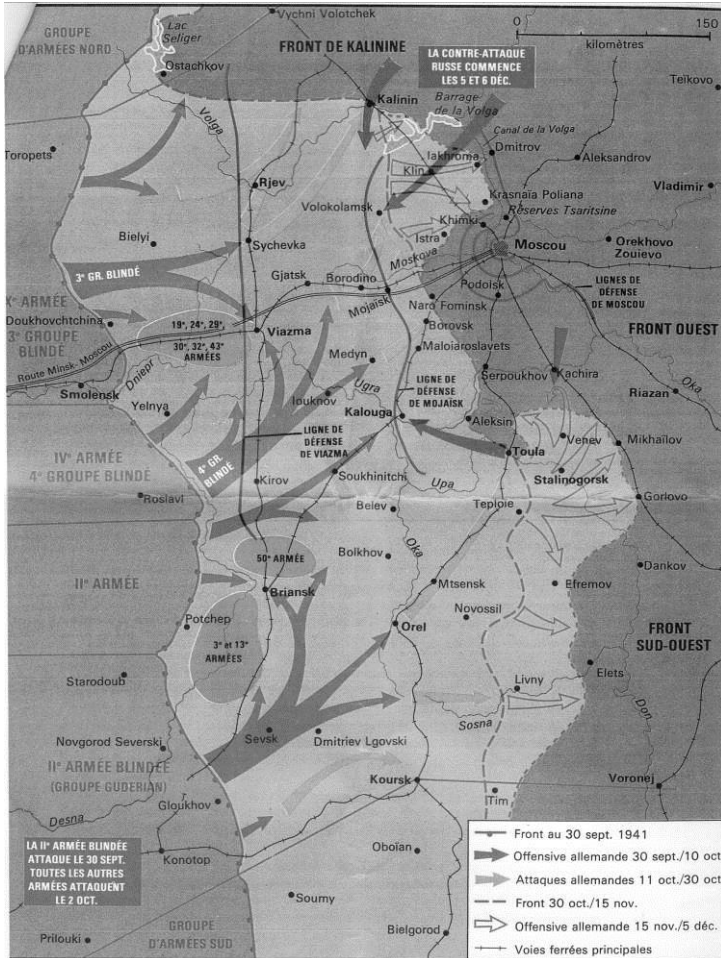 Lac
Seliger
Vychni Volotchek
GROUPE
D'ARMÉES NORD
FRONT DE KALININE
0
150
kilomètres
LA CONTRE-ATTAQUE
RUSSE COMMENCE
LES 5 ET 6 DÉC.
Ostachkov
Teïkovo
Kalinin
Barrage
de la Volga
Volga
Canal de la Volga
Toropets
Iakhroma
Dmitrov
Aleksandrov
Klin
Rjev
Vladimir
Krasnaïa Poliana
Volokolamsk
Réserves Tsaritsine
Khimki
Bielyi
Sychevka
Istra
Moscou
Orekhovo
Zouievo
Moskova
3e GR. BLINDÉ
Gjatsk
Borodino
Podolsk
LIGNES DE
DÉFENSE
DE MOSCOU
Mojaïsk
Naro Fominsk
IXe ARMÉE
Doukhovchtchina
3e GROUPE
BLINDÉ
19e, 24e, 29e,
30e, 32e, 43e
ARMÉES
Viazma
Borovsk
FRONT OUEST
Route Minsk-Moscou
Maloiaroslavets
Medyn
Dniepr
Serpoukhov
Kachira
Smolensk
Ugra
LIGNE DE
DÉFENSE
DE MOJAÏSK
Oka
Riazan
Yelnya
Iouknov
Kalouga
Aleksin
LIGNE DE
DÉFENSE
DE VIAZMA
Venev
Mikhaïlov
IVe ARMÉE
4e GROUPE BLINDÉ
4e GR.
BLINDÉ
Toula
Soukhinitchi
Stalinogorsk
Kirov
Upa
Roslavl
Gorlovo
Belev
Teploie
50e ARMÉE
Oka
Bolkhov
Dankov
IIe ARMÉE
Mtsensk
Efremov
Briansk
Novossil
Potchep
Orel
FRONT
SUD-OUEST
3e et 13e
ARMÉES
Elets
Starodoub
Livny
Don
Sosna
Sevsk
Dmitriev Lgovski
Novgorod Severski
IIe ARMÉE BLINDÉE
(GROUPE GUDERIAN)
Koursk
Voronej
Tim
Gloukhov
Desna
LA IIe ARMÉE BLINDÉE
ATTAQUE LE 30 SEPT.
TOUTES LES AUTRES
ARMÉES ATTAQUENT
LE 2 OCT.
Konotop
Oboïan
Soumy
GROUPE
D'ARMÉES SUD
Prilouki
Bielgorod
Front au 30 sept. 1941
Offensive allemande 30 sept./10 oct
Attaques allemandes 11 oct./30 oct
Front 30 oct./15 nov.
Offensive allemande 15 nov./5 déc.
Voies ferrées principales